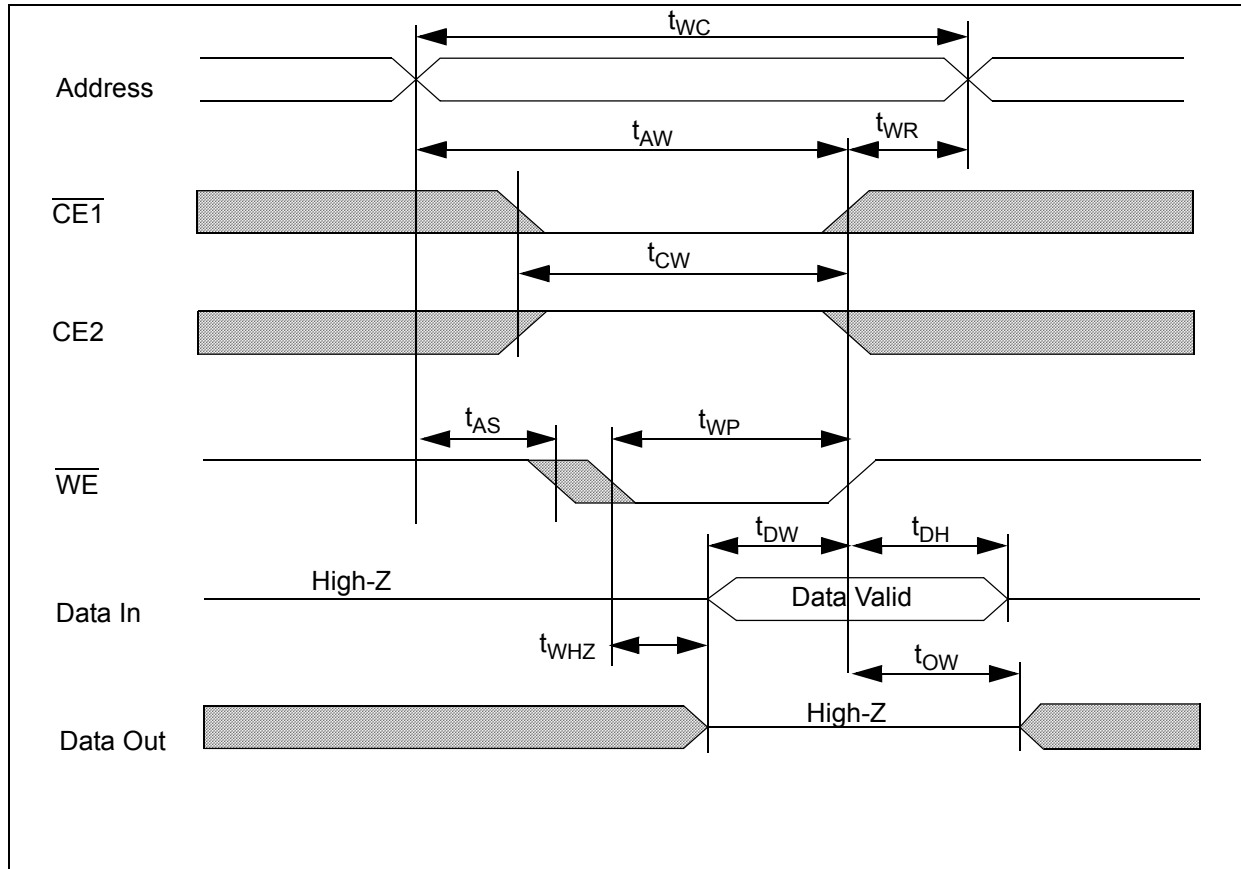 tWC
Address
tAW
tWR
CE1
tCW
CE2
tAS
tWP
WE
tDW
tDH
High-Z
Data In
Data Valid
tWHZ
tOW
High-Z
Data Out